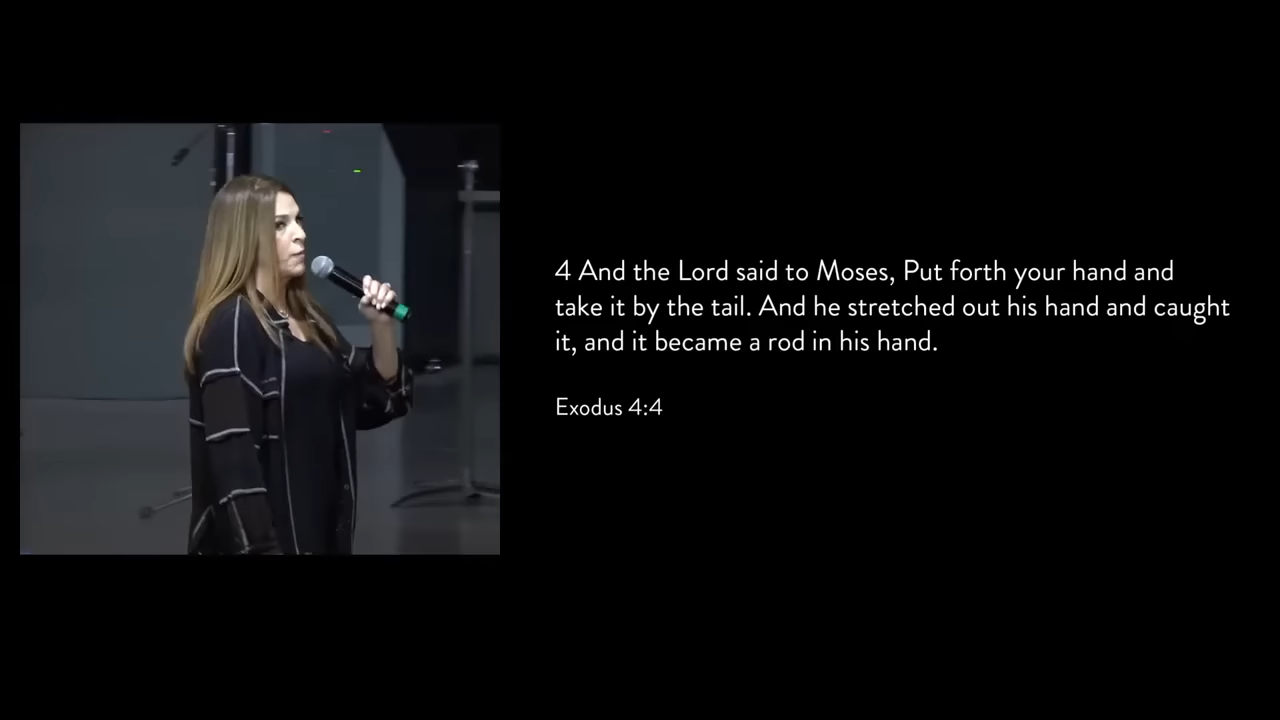 4 And the Lord said to Moses, Put forth your hand and
take it by the tail. And he stretched out his hand and caught
it, and it became a rod in his hand.
Exodus 4:4